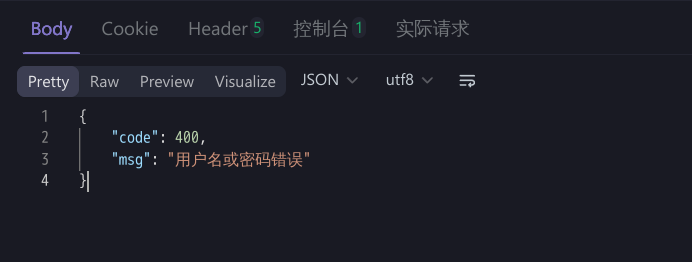 Body Cookie Header 5 控制台 1 实际请求
Pretty Raw Preview Visualize JSON utf8
1 {
2 "code": 400,
3 "msg": "用户名或密码错误"
4 }